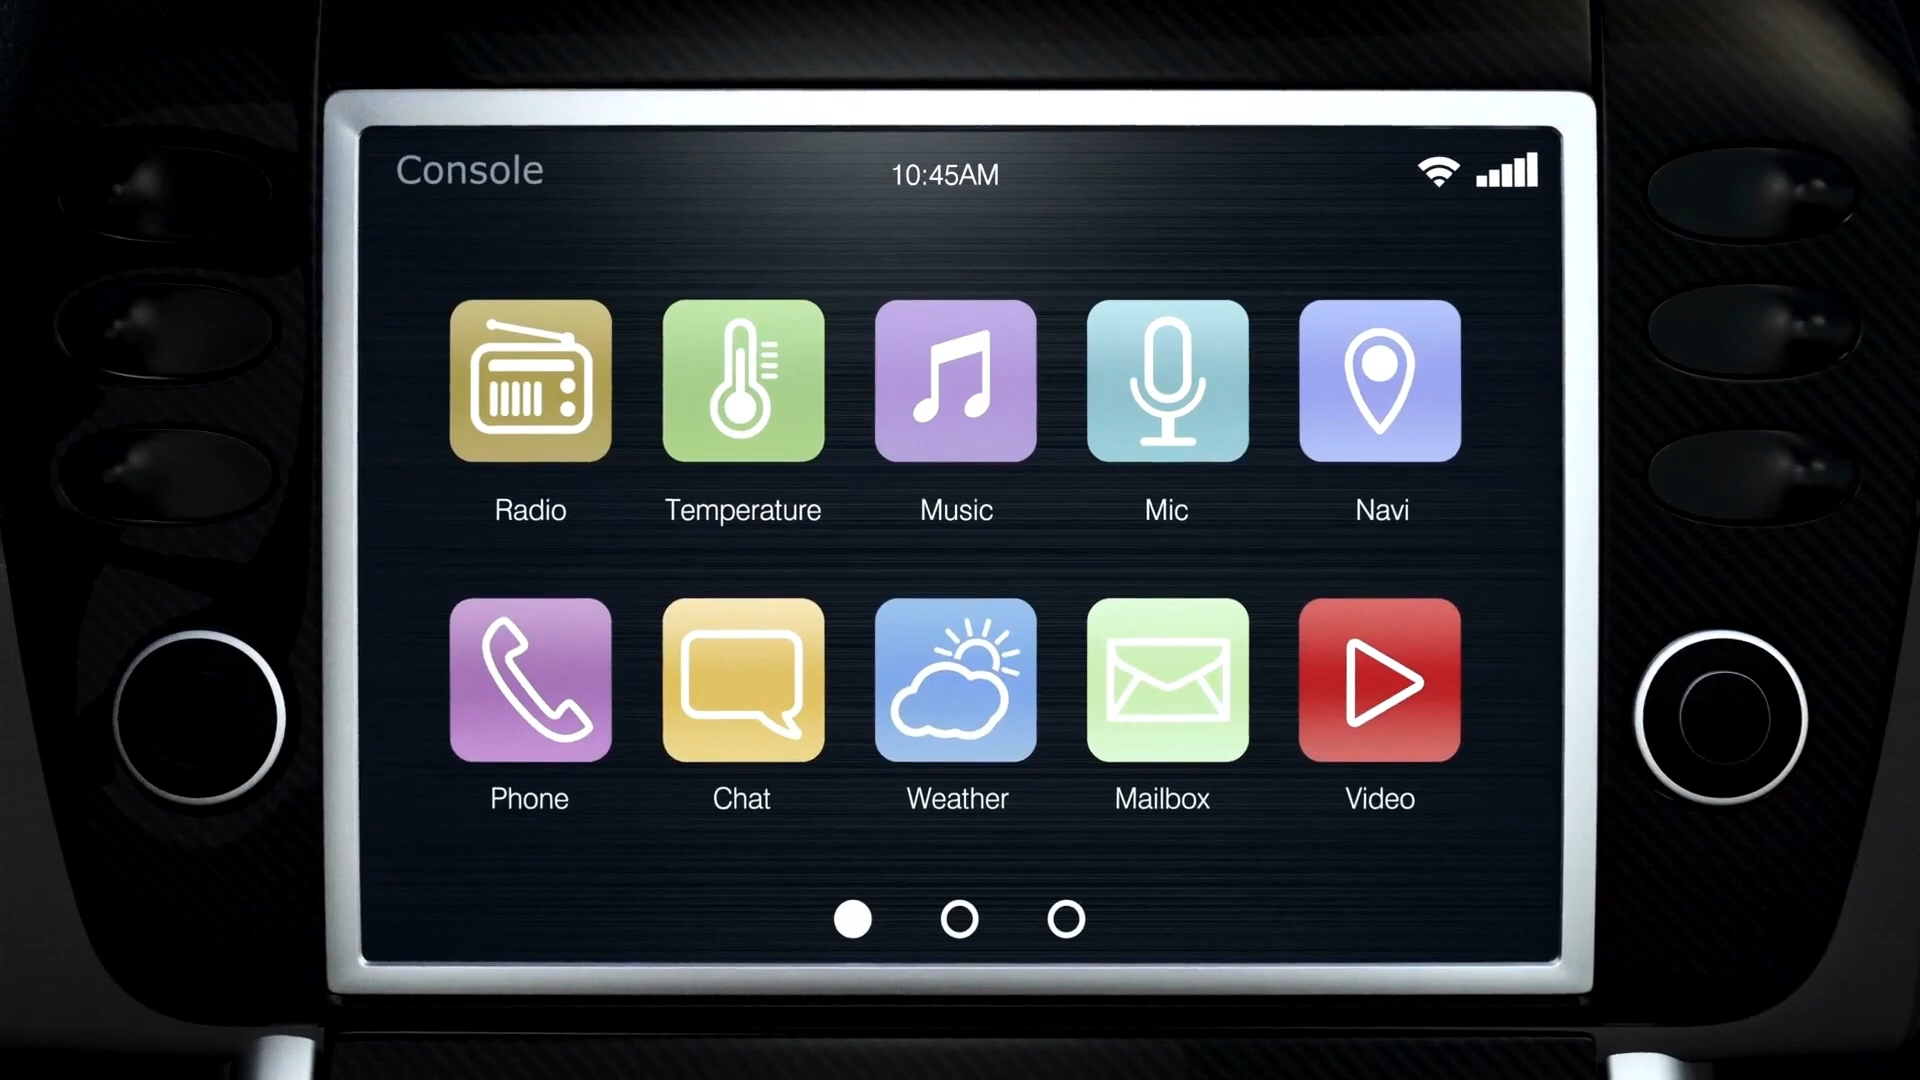 Console
10:45AM
Radio
Temperature
Music
Mic
Navi
Phone
Chat
Weather
Mailbox
Video